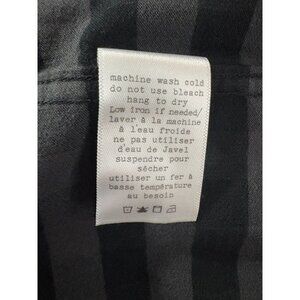 machine wash cold
do not use bleach
hang to dry
Low iron if needed/
laver à la machine
à l'eau froide
ne pas utiliser
d'eau de Javel
suspendre pour
sécher
utiliser un fer à
basse température
au besoin